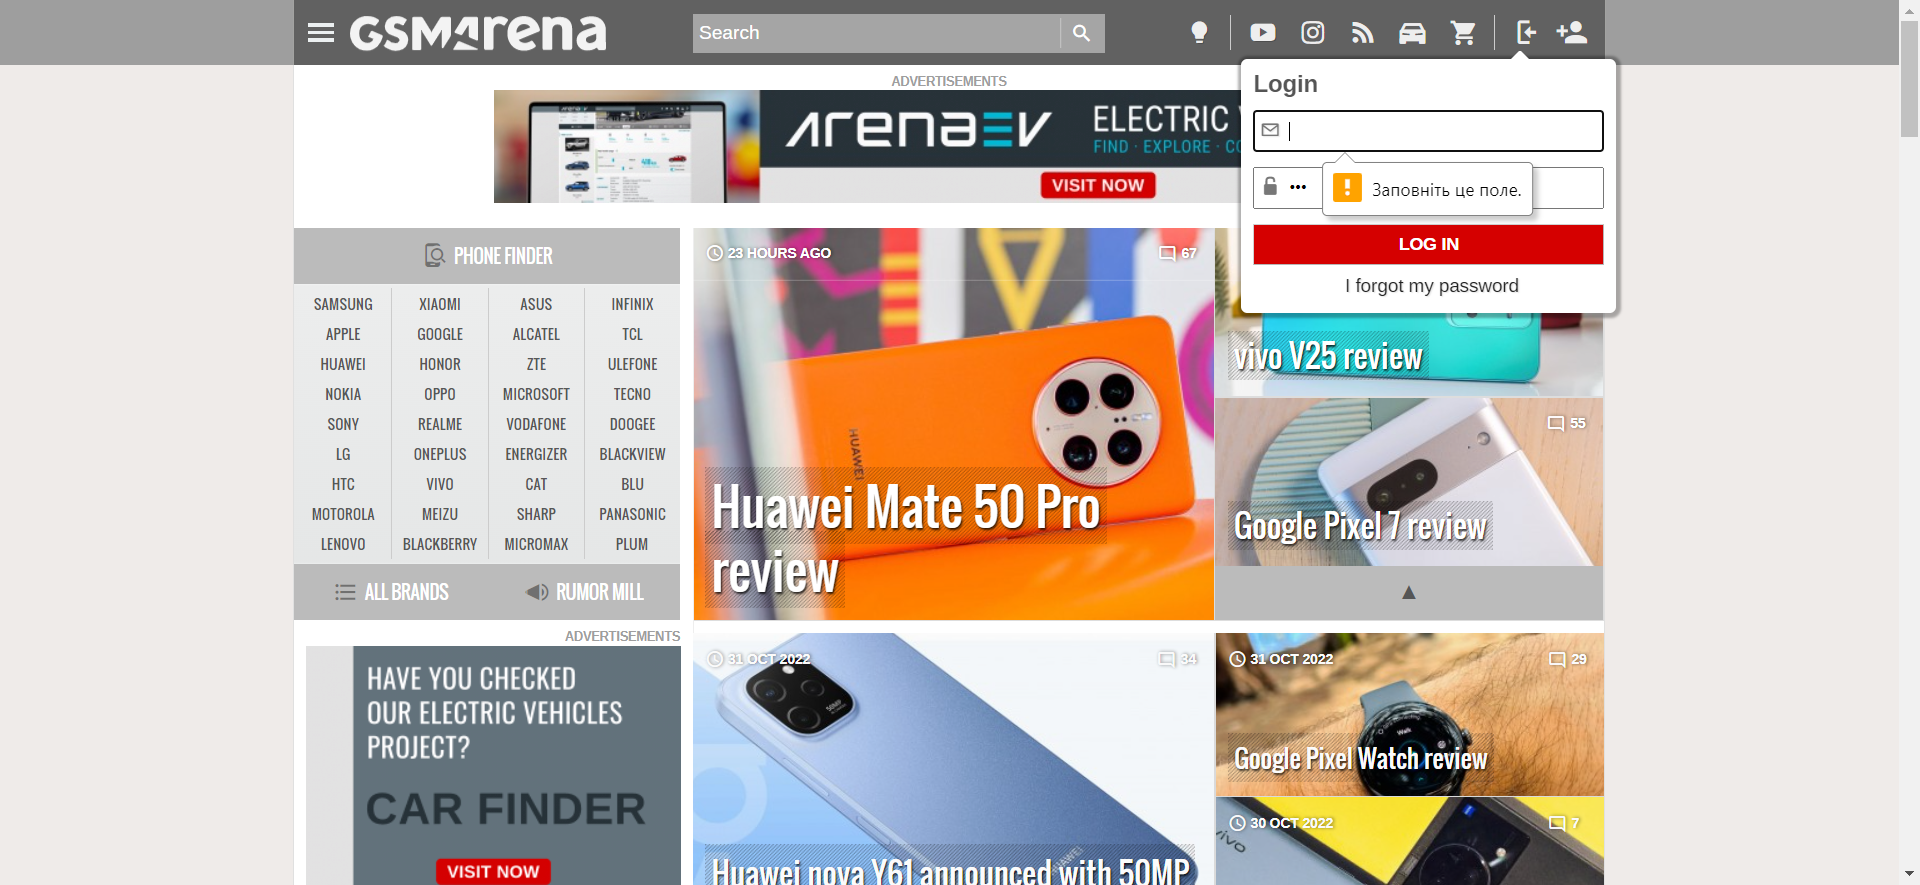 GSMArena
Search
ADVERTISEMENTS
arenaEV
ELECTRIC
FIND · EXPLORE ·
VISIT NOW
Login
•••
Заповніть це поле.
LOG IN
I forgot my password
PHONE FINDER
SAMSUNG XIAOMI ASUS INFINIX
APPLE GOOGLE ALCATEL TCL
HUAWEI HONOR ZTE ULEFONE
NOKIA OPPO MICROSOFT TECNO
SONY REALME VODAFONE DOOGEE
LG ONEPLUS ENERGIZER BLACKVIEW
HTC VIVO CAT BLU
MOTOROLA MEIZU SHARP PANASONIC
LENOVO BLACKBERRY MICROMAX PLUM
ALL BRANDS RUMOR MILL
ADVERTISEMENTS
HAVE YOU CHECKED
OUR ELECTRIC VEHICLES
PROJECT?
CAR FINDER
VISIT NOW
23 HOURS AGO 67
HUAWEI
Huawei Mate 50 Pro
review
vivo V25 review
55
Google Pixel 7 review
▲
31 OCT 2022 34
50MP
HUAWEI
Huawei nova Y61 announced with 50MP
31 OCT 2022 29
Walk
Google Pixel Watch review
30 OCT 2022 7
vivo